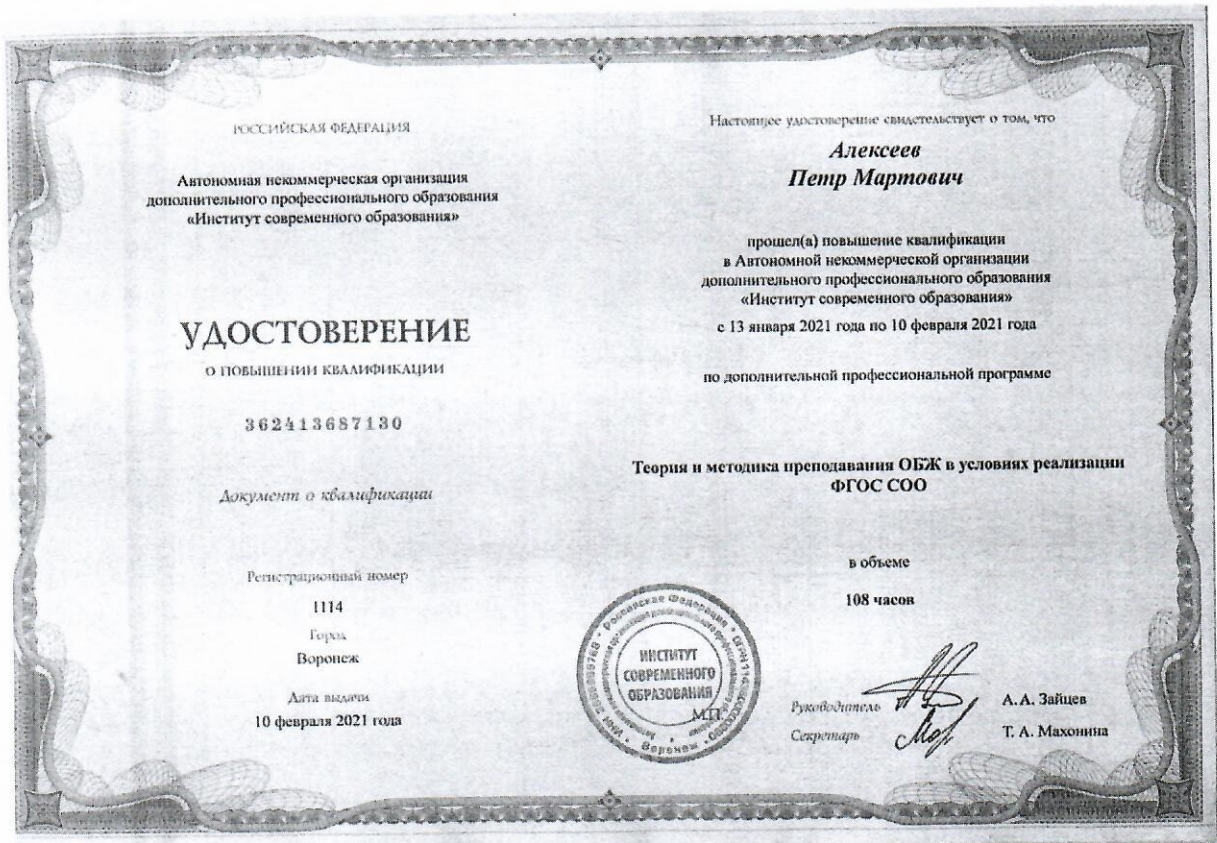 РОССИЙСКАЯ ФЕДЕРАЦИЯ
Автономная некоммерческая организация
дополнительного профессионального образования
«Институт современного образования»
УДОСТОВЕРЕНИЕ
О ПОВЫШЕНИИ КВАЛИФИКАЦИИ
362413687130
Документ о квалификации
Регистрационный номер
1114
Город
Воронеж
Дата выдачи
10 февраля 2021 года
Настоящее удостоверение свидетельствует о том, что
Алексеев
Петр Мартович
прошел(а) повышение квалификации
в Автономной некоммерческой организации
дополнительного профессионального образования
«Институт современного образования»
с 13 января 2021 года по 10 февраля 2021 года
по дополнительной профессиональной программе
Теория и методика преподавания ОБЖ в условиях реализации
ФГОС СОО
в объеме
108 часов
Российская Федерация
Воронеж
ИНСТИТУТ
СОВРЕМЕННОГО
ОБРАЗОВАНИЯ
М.П.
Руководитель А.А. Зайцев
Секретарь Т. А. Махонина